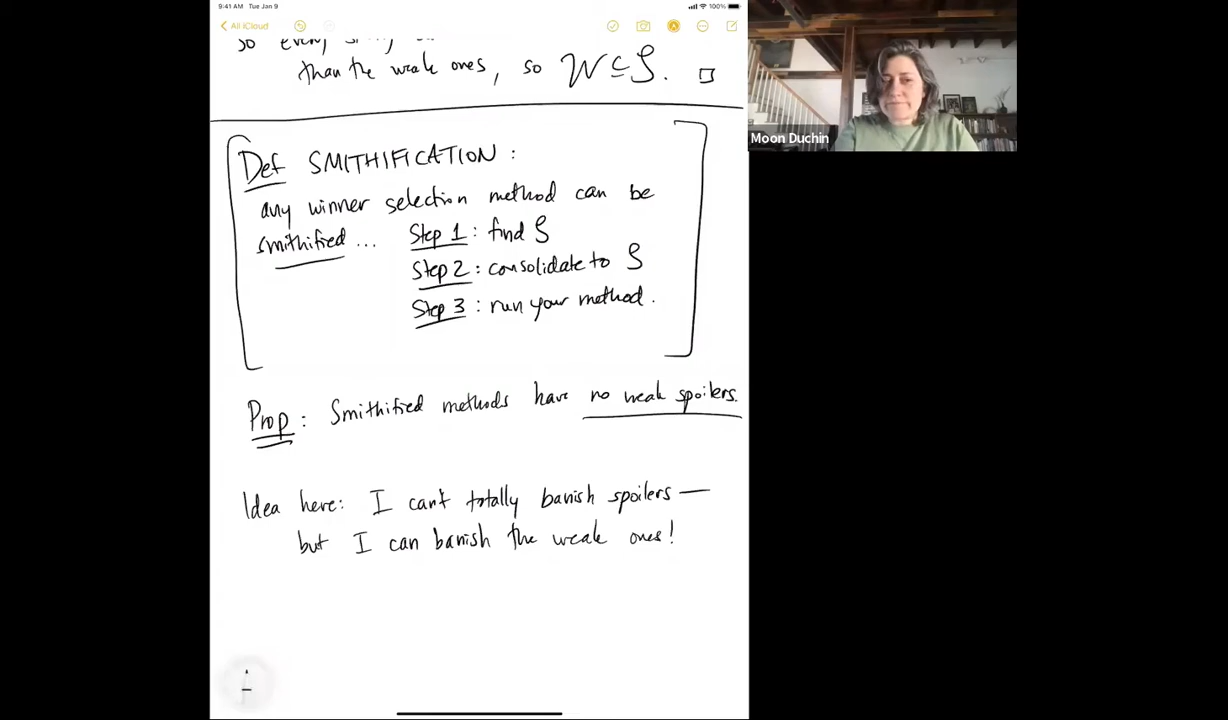 9:41 AM Tue Jan 9
100%
All iCloud
so every
than the weak ones, so W ⊆ S. □
Def SMITHIFICATION:
any winner selection method can be
smithified... Step 1: find S
Step 2: consolidate to S
Step 3: run your method.
Prop: Smithified methods have no weak spoilers.
Idea here: I can't totally banish spoilers—
but I can banish the weak ones!
Moon Duchin